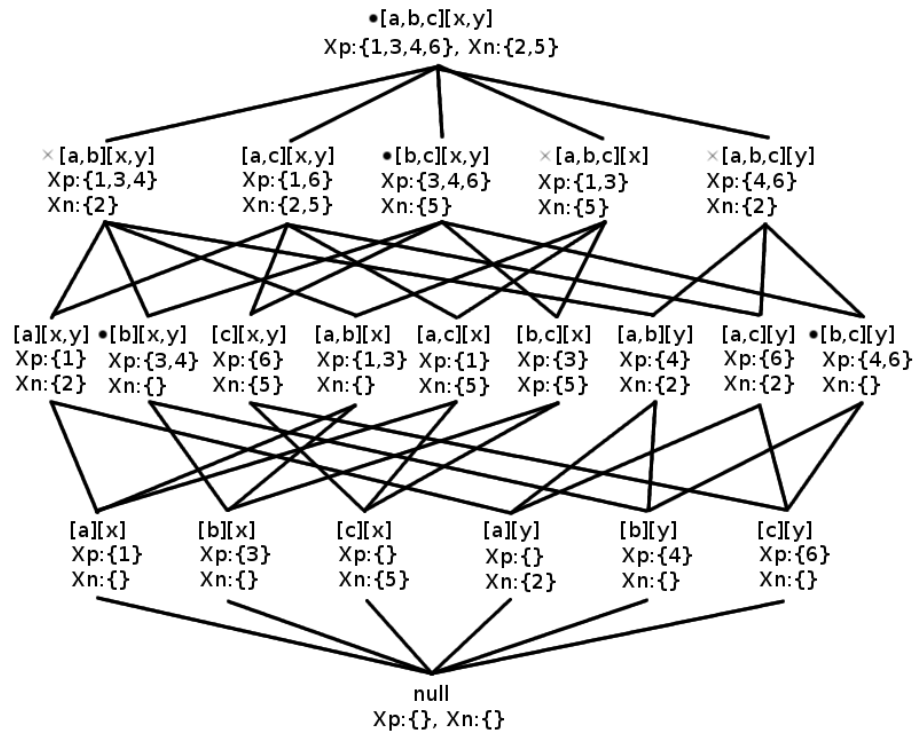 •[a,b,c][x,y]
Xp:{1,3,4,6}, Xn:{2,5}
×[a,b][x,y]
Xp:{1,3,4}
Xn:{2}
[a,c][x,y]
Xp:{1,6}
Xn:{2,5}
•[b,c][x,y]
Xp:{3,4,6}
Xn:{5}
×[a,b,c][x]
Xp:{1,3}
Xn:{5}
×[a,b,c][y]
Xp:{4,6}
Xn:{2}
[a][x,y]
Xp:{1}
Xn:{2}
•[b][x,y]
Xp:{3,4}
Xn:{}
[c][x,y]
Xp:{6}
Xn:{5}
[a,b][x]
Xp:{1,3}
Xn:{}
[a,c][x]
Xp:{1}
Xn:{5}
[b,c][x]
Xp:{3}
Xp:{5}
[a,b][y]
Xp:{4}
Xn:{2}
[a,c][y]
Xp:{6}
Xn:{2}
•[b,c][y]
Xp:{4,6}
Xn:{}
[a][x]
Xp:{1}
Xn:{}
[b][x]
Xp:{3}
Xn:{}
[c][x]
Xp:{}
Xn:{5}
[a][y]
Xp:{}
Xn:{2}
[b][y]
Xp:{4}
Xn:{}
[c][y]
Xp:{6}
Xn:{}
null
Xp:{}, Xn:{}